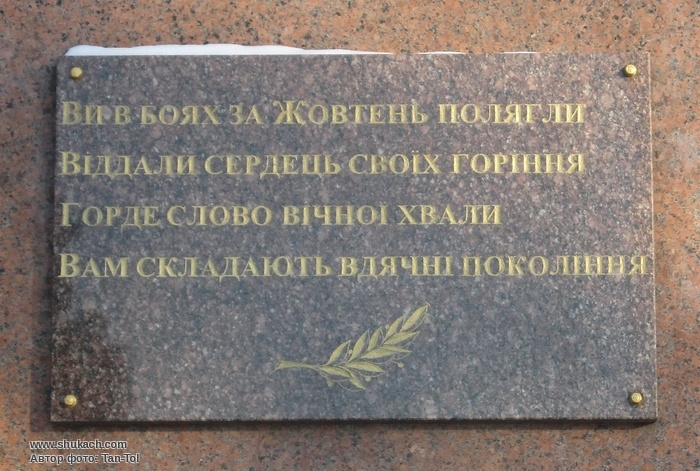 Ви в боях за Жовтень полягли
Віддали сердець своїх горіння
Горде слово вічної хвали
Вам складають вдячні покоління
www.shukach.com
Автор фото: Tan-Tol